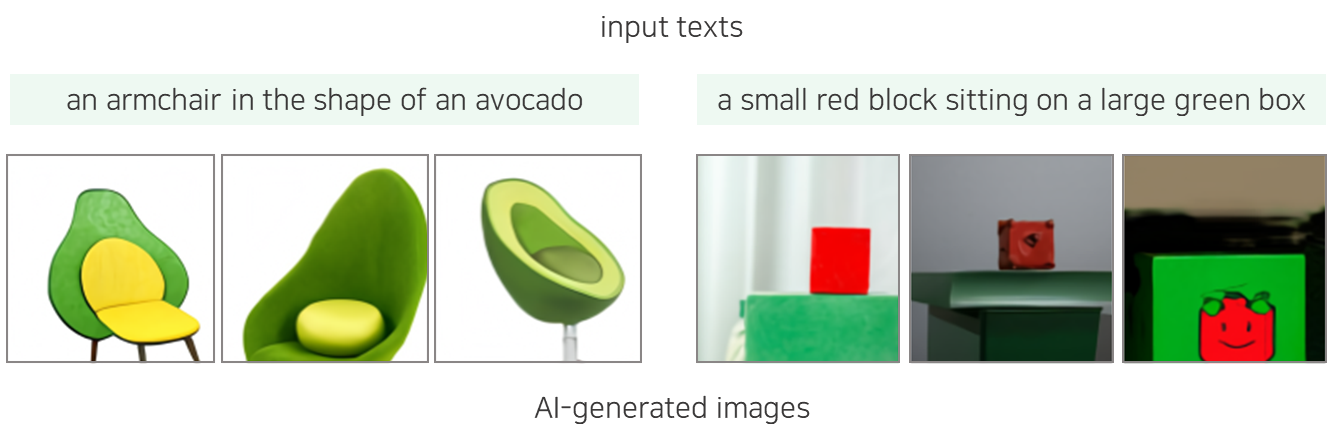 input texts
an armchair in the shape of an avocado
a small red block sitting on a large green box
AI-generated images